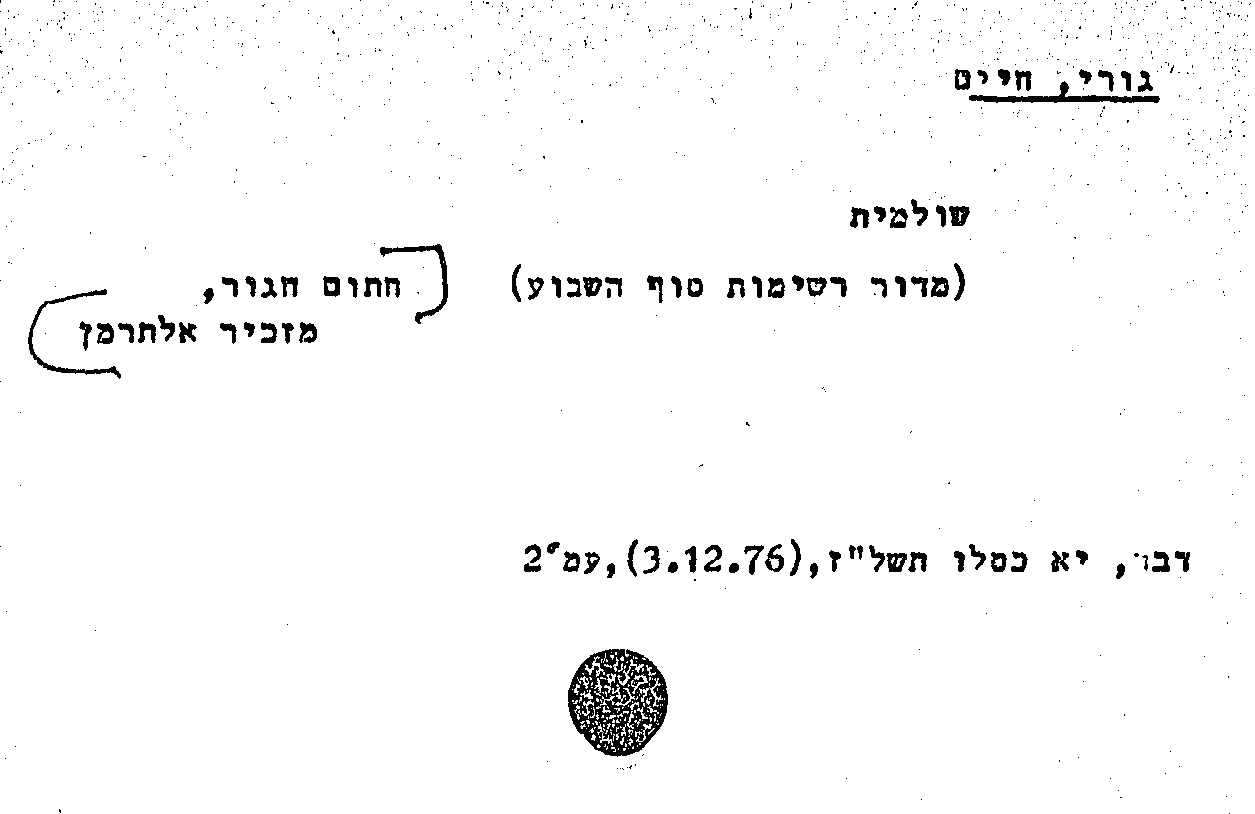 גורי, חיים
שולמית
(מדור רשימות סוף השבוע) [חתום חגור,
מזכיר אלתרמן]
דבר, יא כסלו תשל"ז,(3.12.76),עמ'2